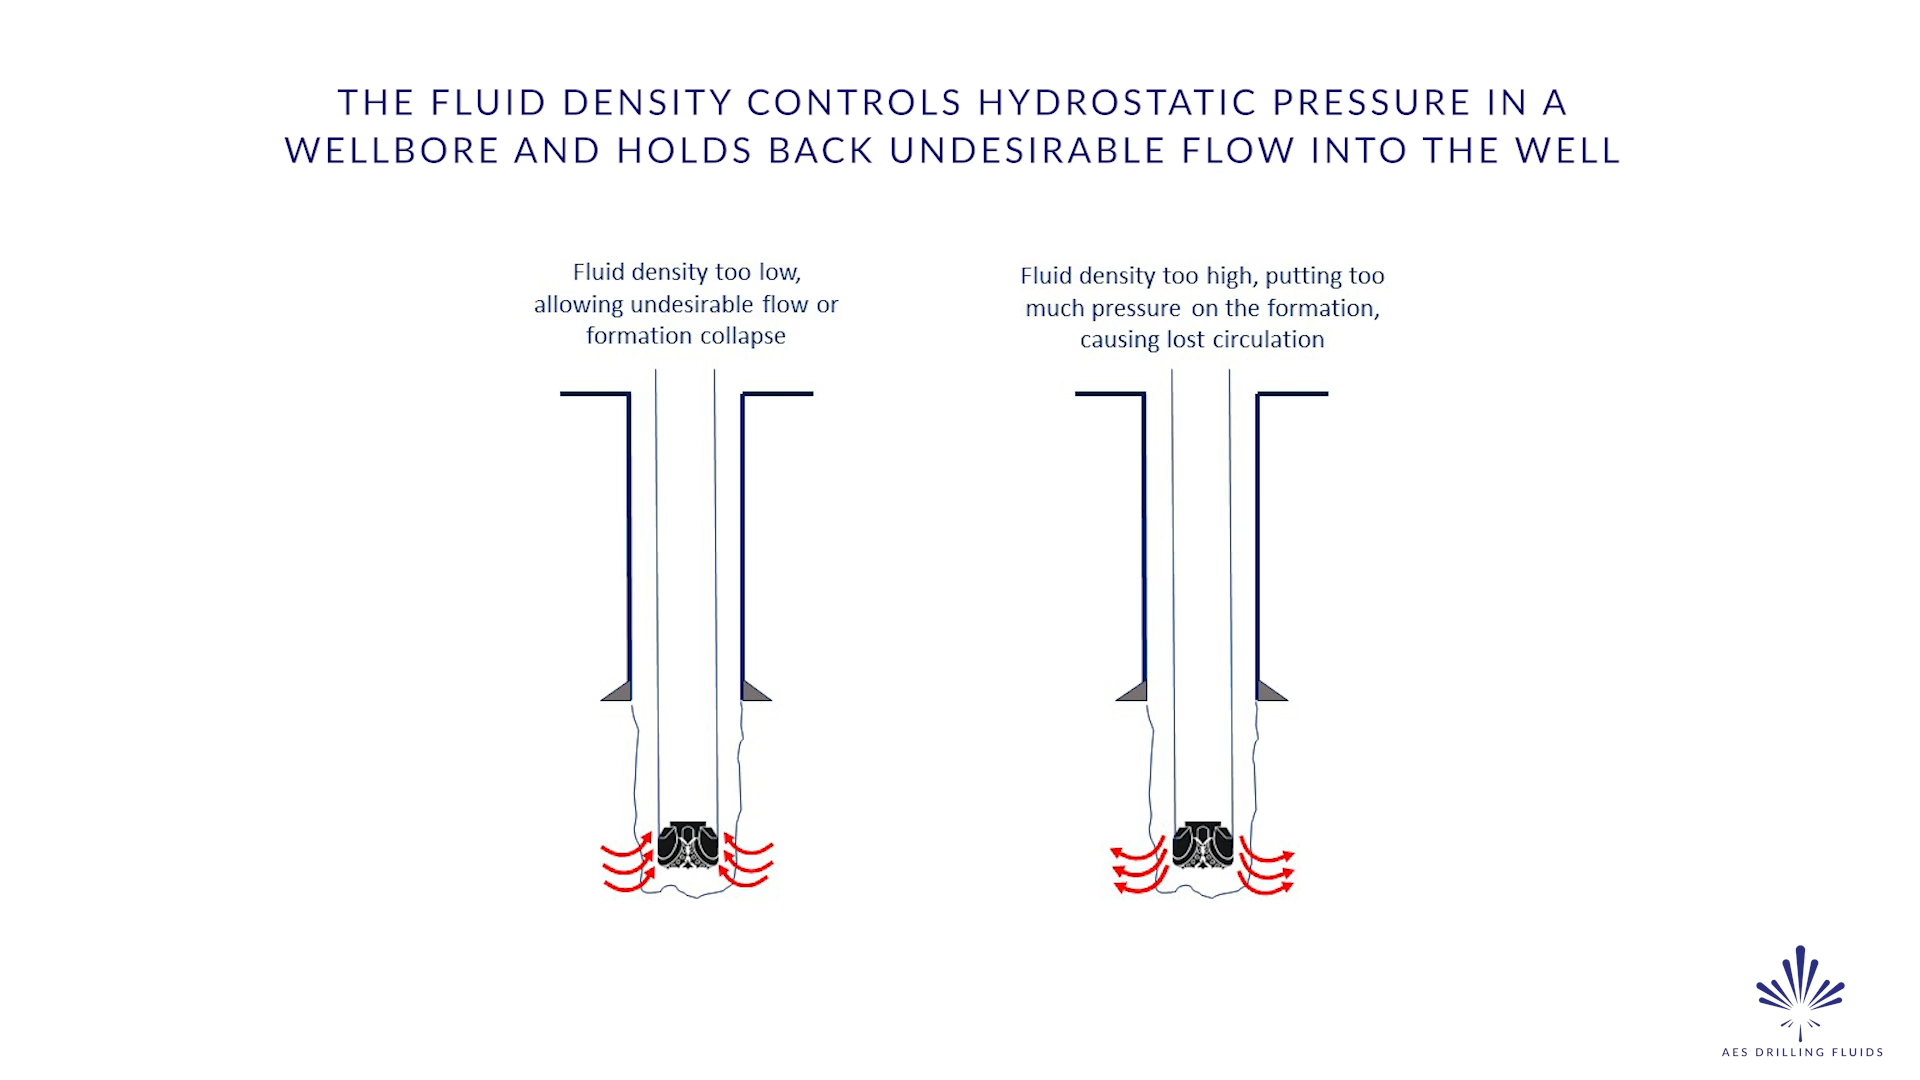 THE FLUID DENSITY CONTROLS HYDROSTATIC PRESSURE IN A
WELLBORE AND HOLDS BACK UNDESIRABLE FLOW INTO THE WELL
Fluid density too low,
allowing undesirable flow or
formation collapse
Fluid density too high, putting too
much pressure on the formation,
causing lost circulation
AES DRILLING FLUIDS